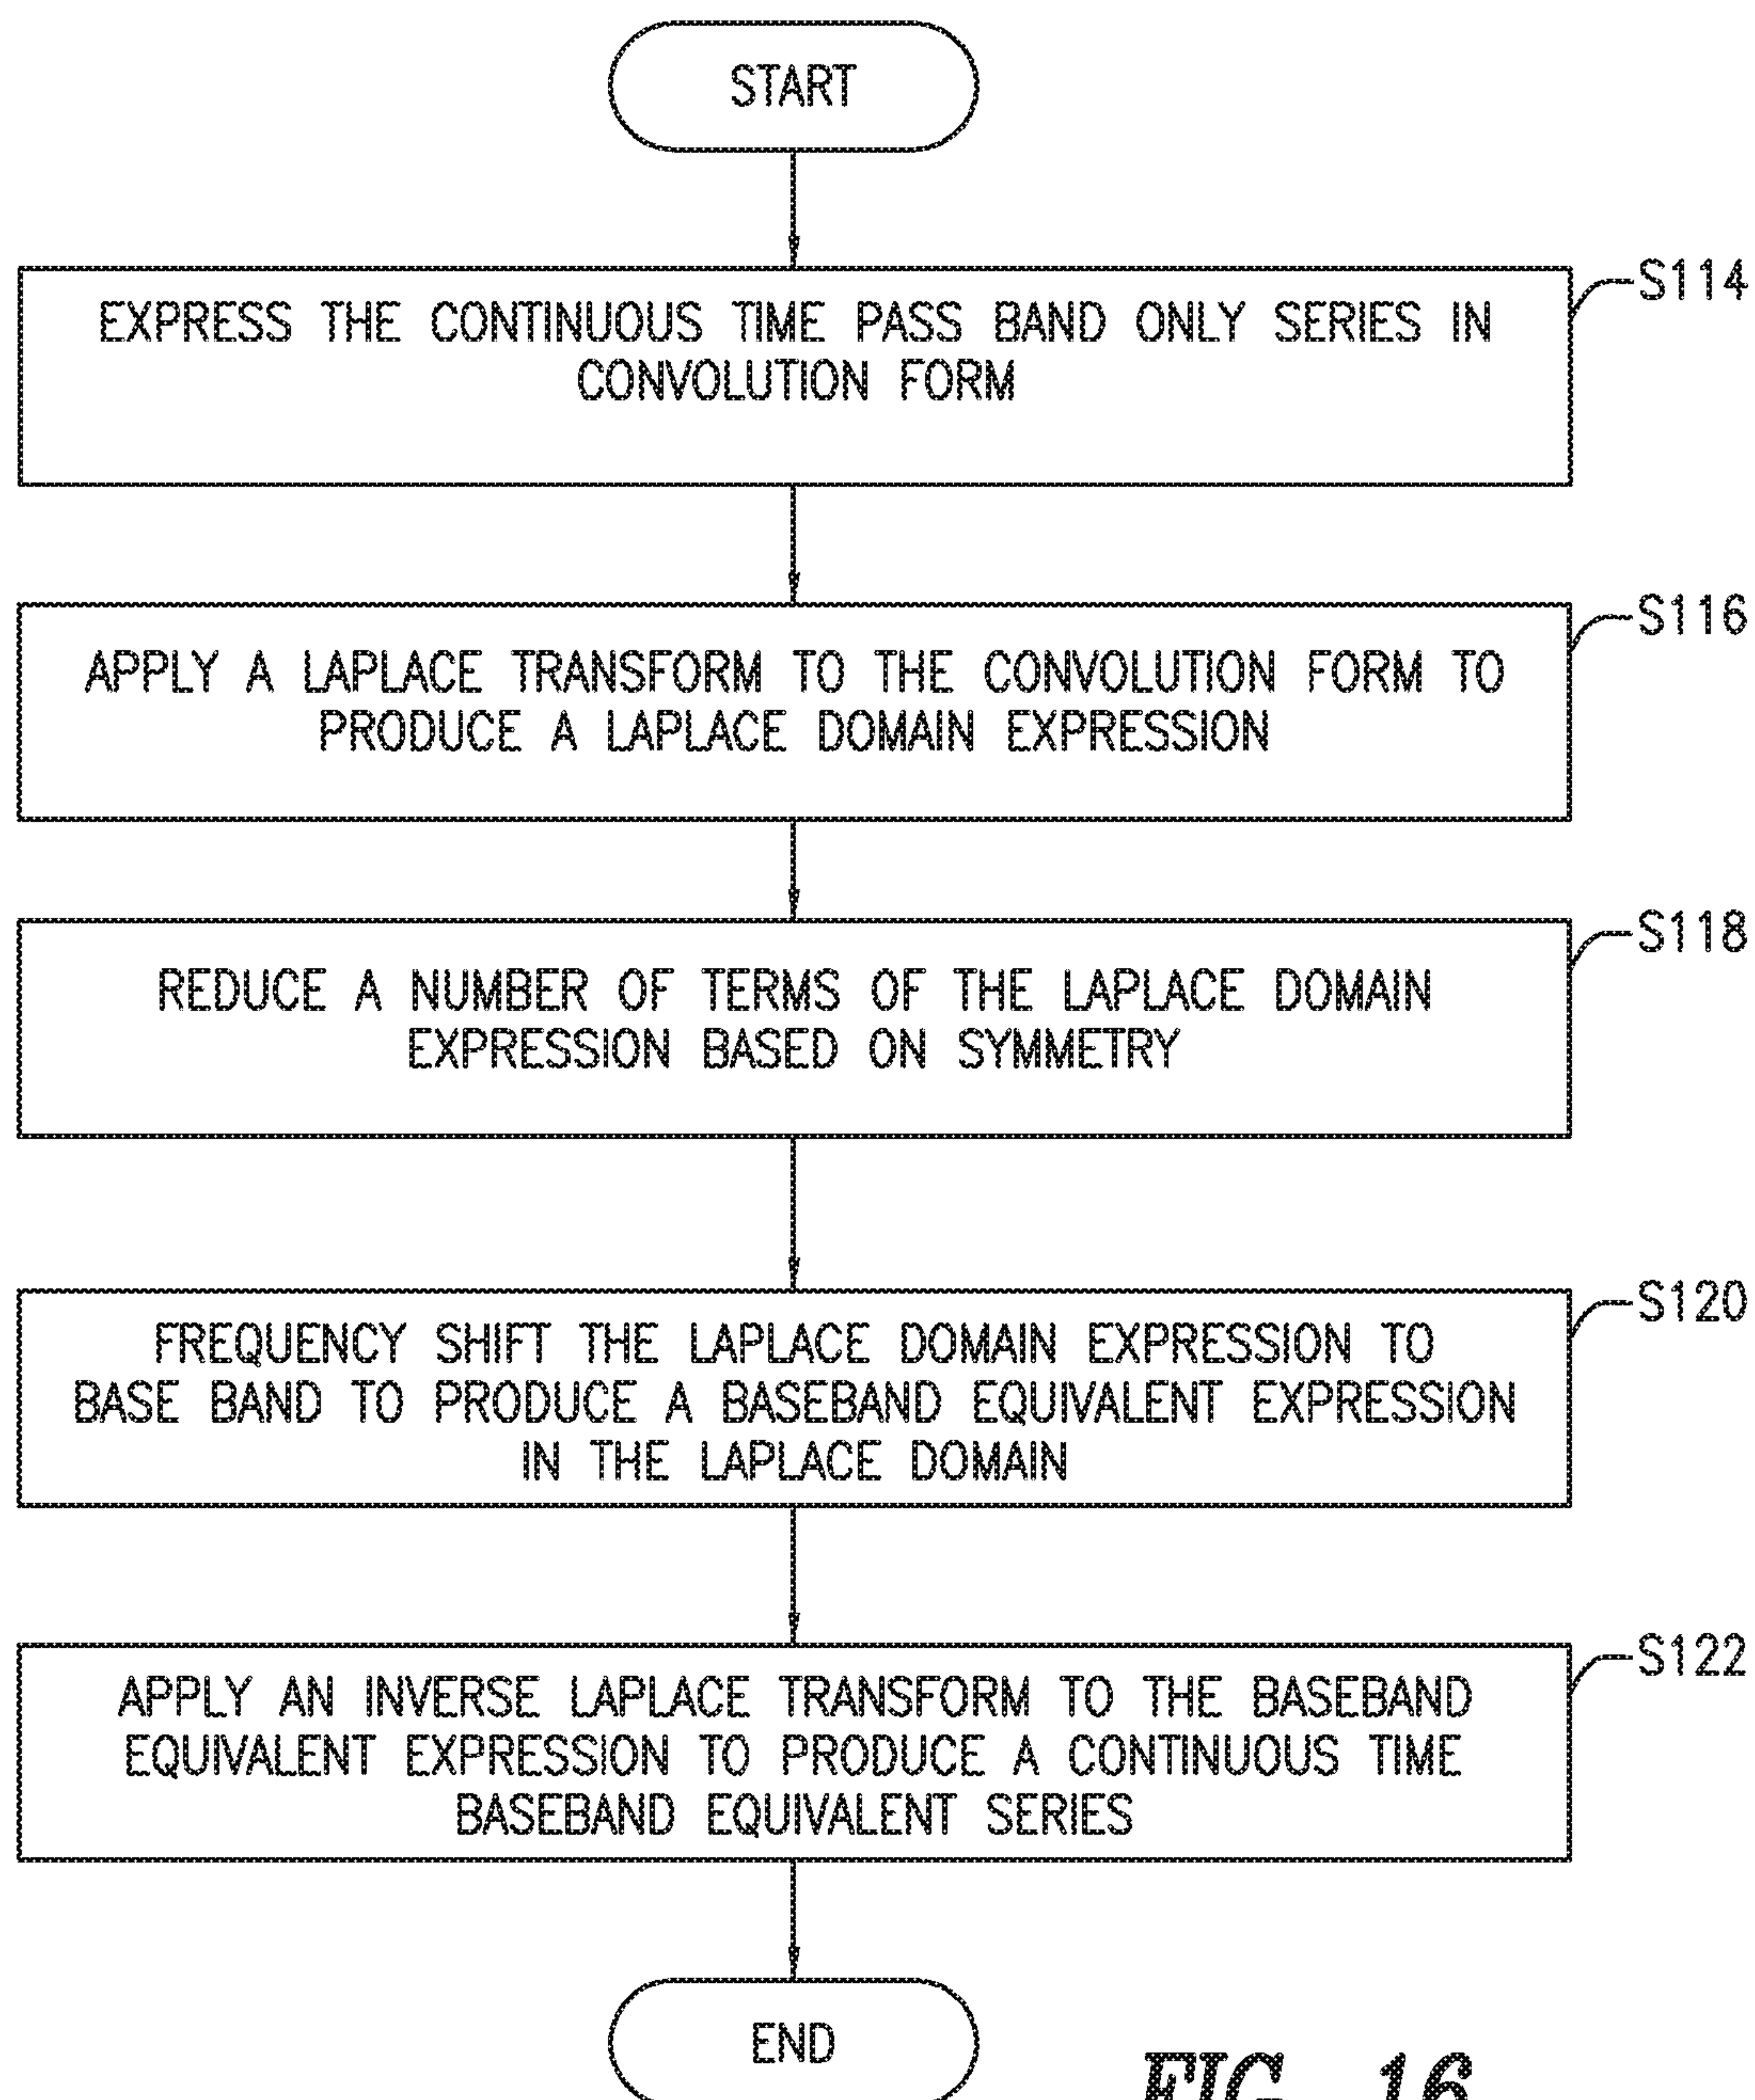 START
S114
EXPRESS THE CONTINUOUS TIME PASS BAND ONLY SERIES IN
CONVOLUTION FORM
S116
APPLY A LAPLACE TRANSFORM TO THE CONVOLUTION FORM TO
PRODUCE A LAPLACE DOMAIN EXPRESSION
S118
REDUCE A NUMBER OF TERMS OF THE LAPLACE DOMAIN
EXPRESSION BASED ON SYMMETRY
S120
FREQUENCY SHIFT THE LAPLACE DOMAIN EXPRESSION TO
BASE BAND TO PRODUCE A BASEBAND EQUIVALENT EXPRESSION
IN THE LAPLACE DOMAIN
S122
APPLY AN INVERSE LAPLACE TRANSFORM TO THE BASEBAND
EQUIVALENT EXPRESSION TO PRODUCE A CONTINUOUS TIME
BASEBAND EQUIVALENT SERIES
END
FIG. 16